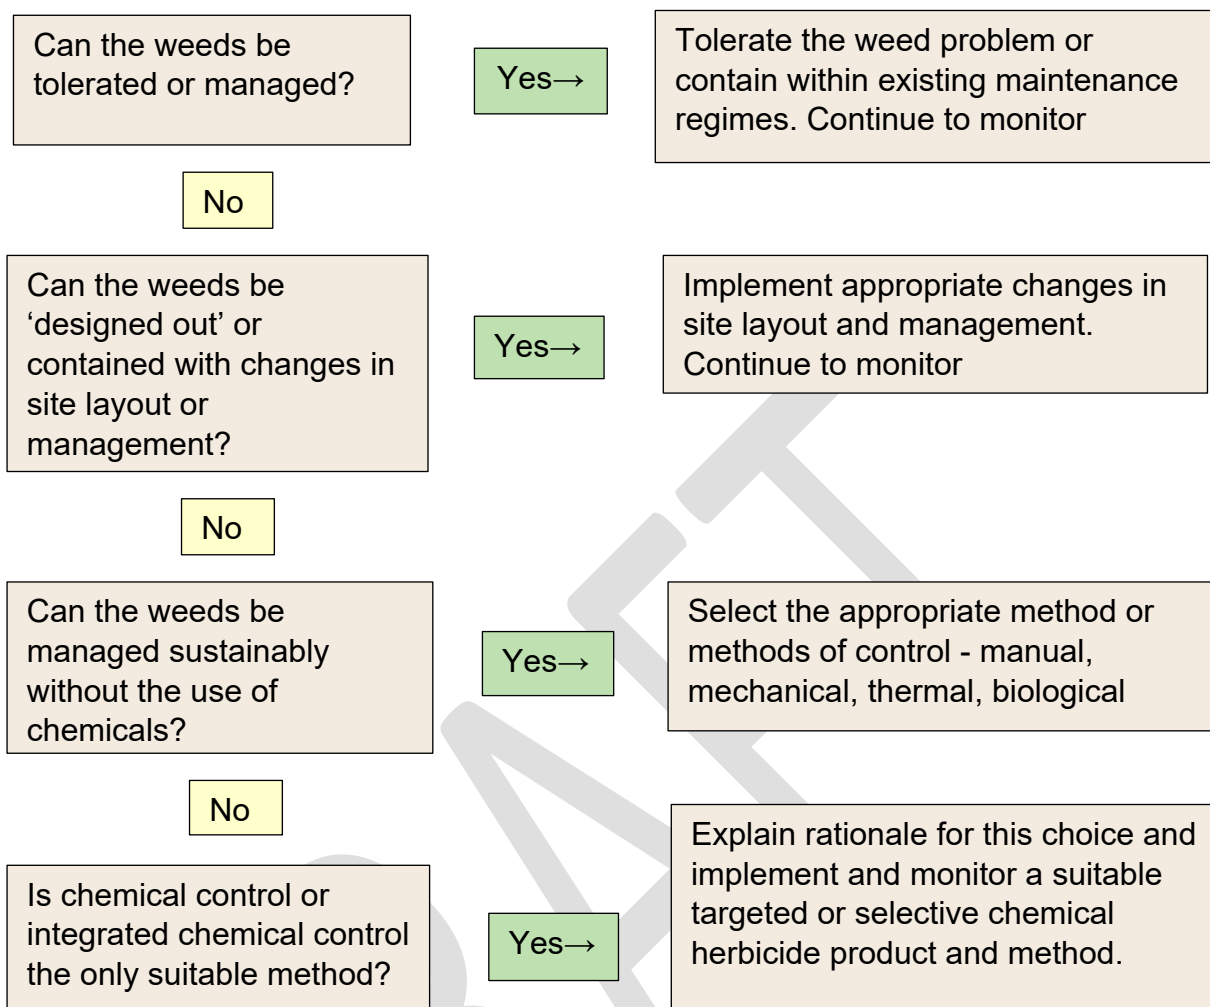 Can the weeds be
tolerated or managed?
Yes→
Tolerate the weed problem or
contain within existing maintenance
regimes. Continue to monitor
No
Can the weeds be
‘designed out’ or
contained with changes in
site layout or
management?
Yes→
Implement appropriate changes in
site layout and management.
Continue to monitor
No
Can the weeds be
managed sustainably
without the use of
chemicals?
Yes→
Select the appropriate method or
methods of control - manual,
mechanical, thermal, biological
No
Is chemical control or
integrated chemical control
the only suitable method?
Yes→
Explain rationale for this choice and
implement and monitor a suitable
targeted or selective chemical
herbicide product and method.
DRAFT